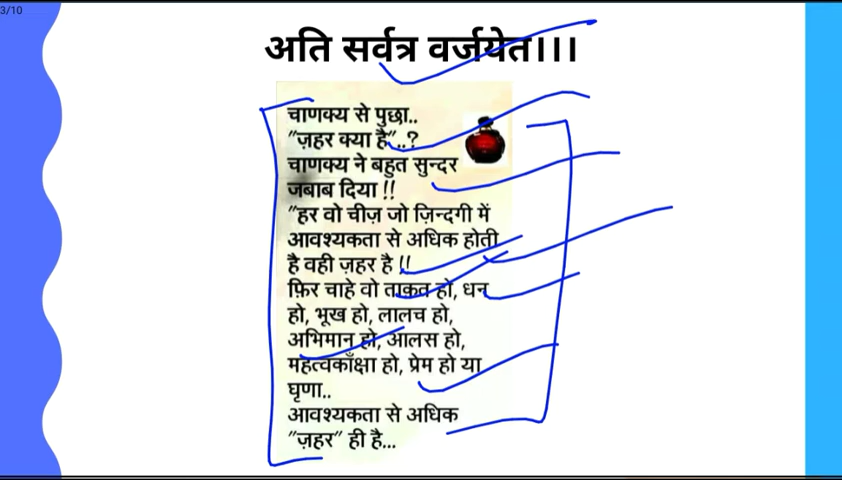 3/10
अति सर्वत्र वर्जयेत।।।
चाणक्य से पुछा..
"ज़हर क्या है"..?
चाणक्य ने बहुत सुन्दर
जबाब दिया !!
"हर वो चीज़ जो ज़िन्दगी में
आवश्यकता से अधिक होती
है वही ज़हर है !!
फ़िर चाहे वो ताकत हो, धन
हो, भूख हो, लालच हो,
अभिमान हो, आलस हो,
महत्वकाँक्षा हो, प्रेम हो या
घृणा..
आवश्यकता से अधिक
"ज़हर" ही है...